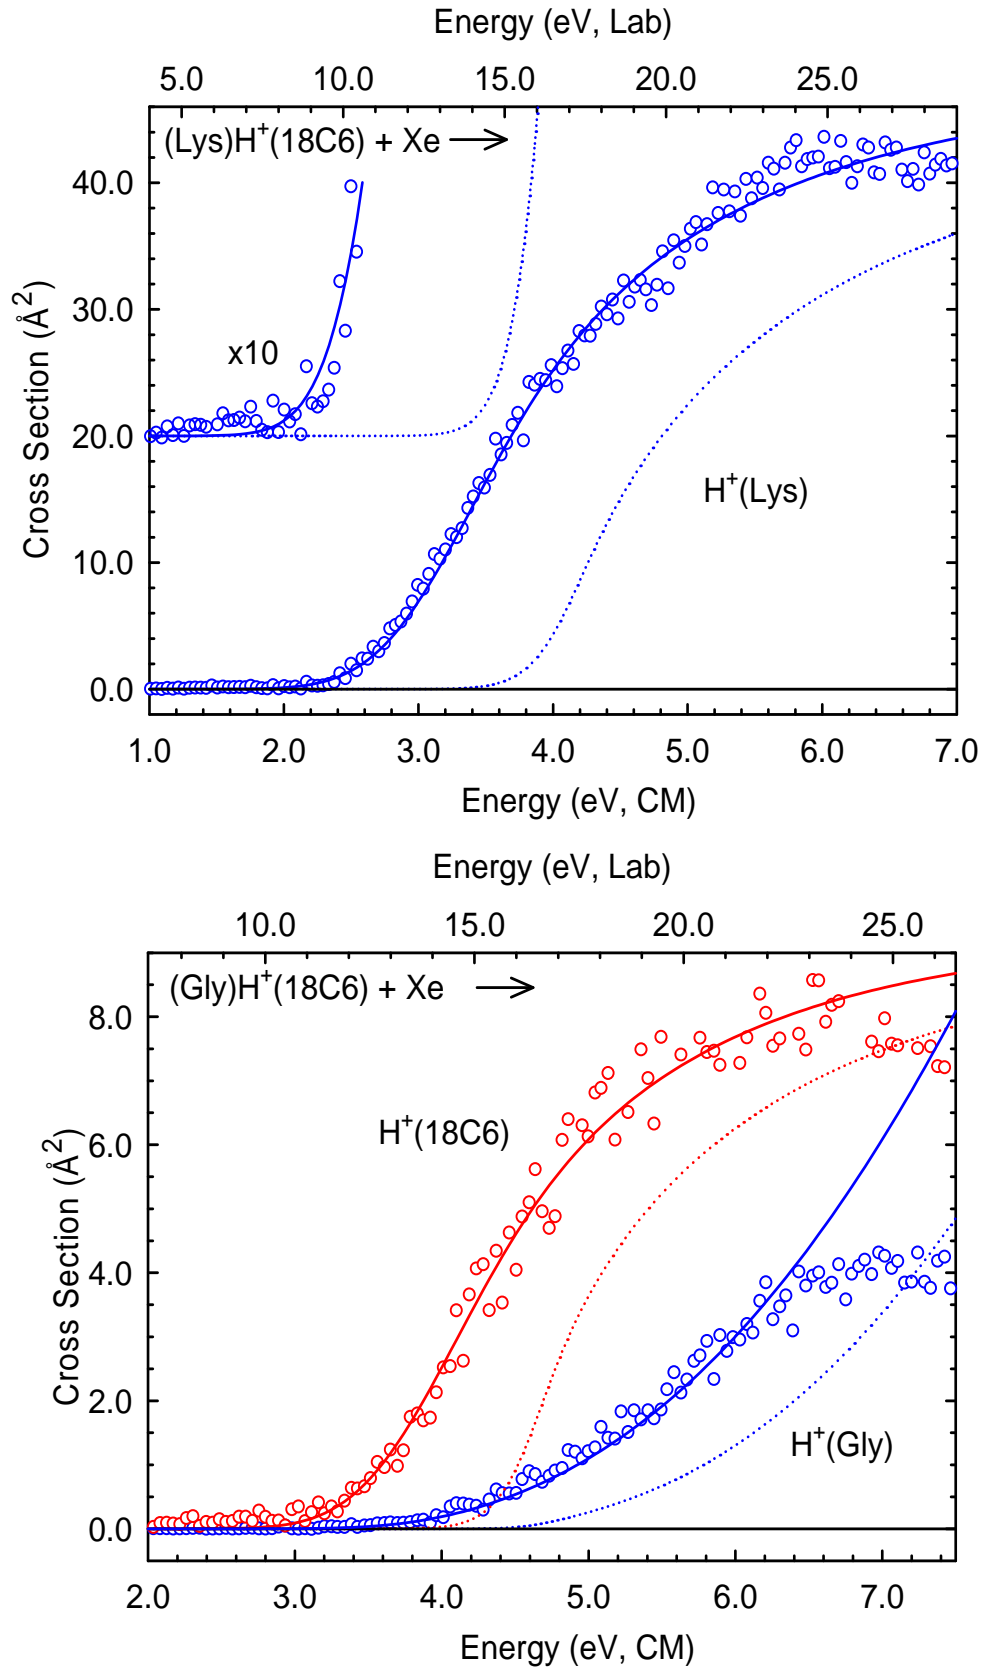 Energy (eV, Lab)
5.0 10.0 15.0 20.0 25.0
(Lys)H⁺(18C6) + Xe →
40.0
x10
30.0
20.0
H⁺(Lys)
10.0
0.0
Cross Section (Å²)
1.0 2.0 3.0 4.0 5.0 6.0 7.0
Energy (eV, CM)
Energy (eV, Lab)
10.0 15.0 20.0 25.0
(Gly)H⁺(18C6) + Xe →
8.0
H⁺(18C6)
6.0
4.0
2.0
H⁺(Gly)
0.0
Cross Section (Å²)
2.0 3.0 4.0 5.0 6.0 7.0
Energy (eV, CM)